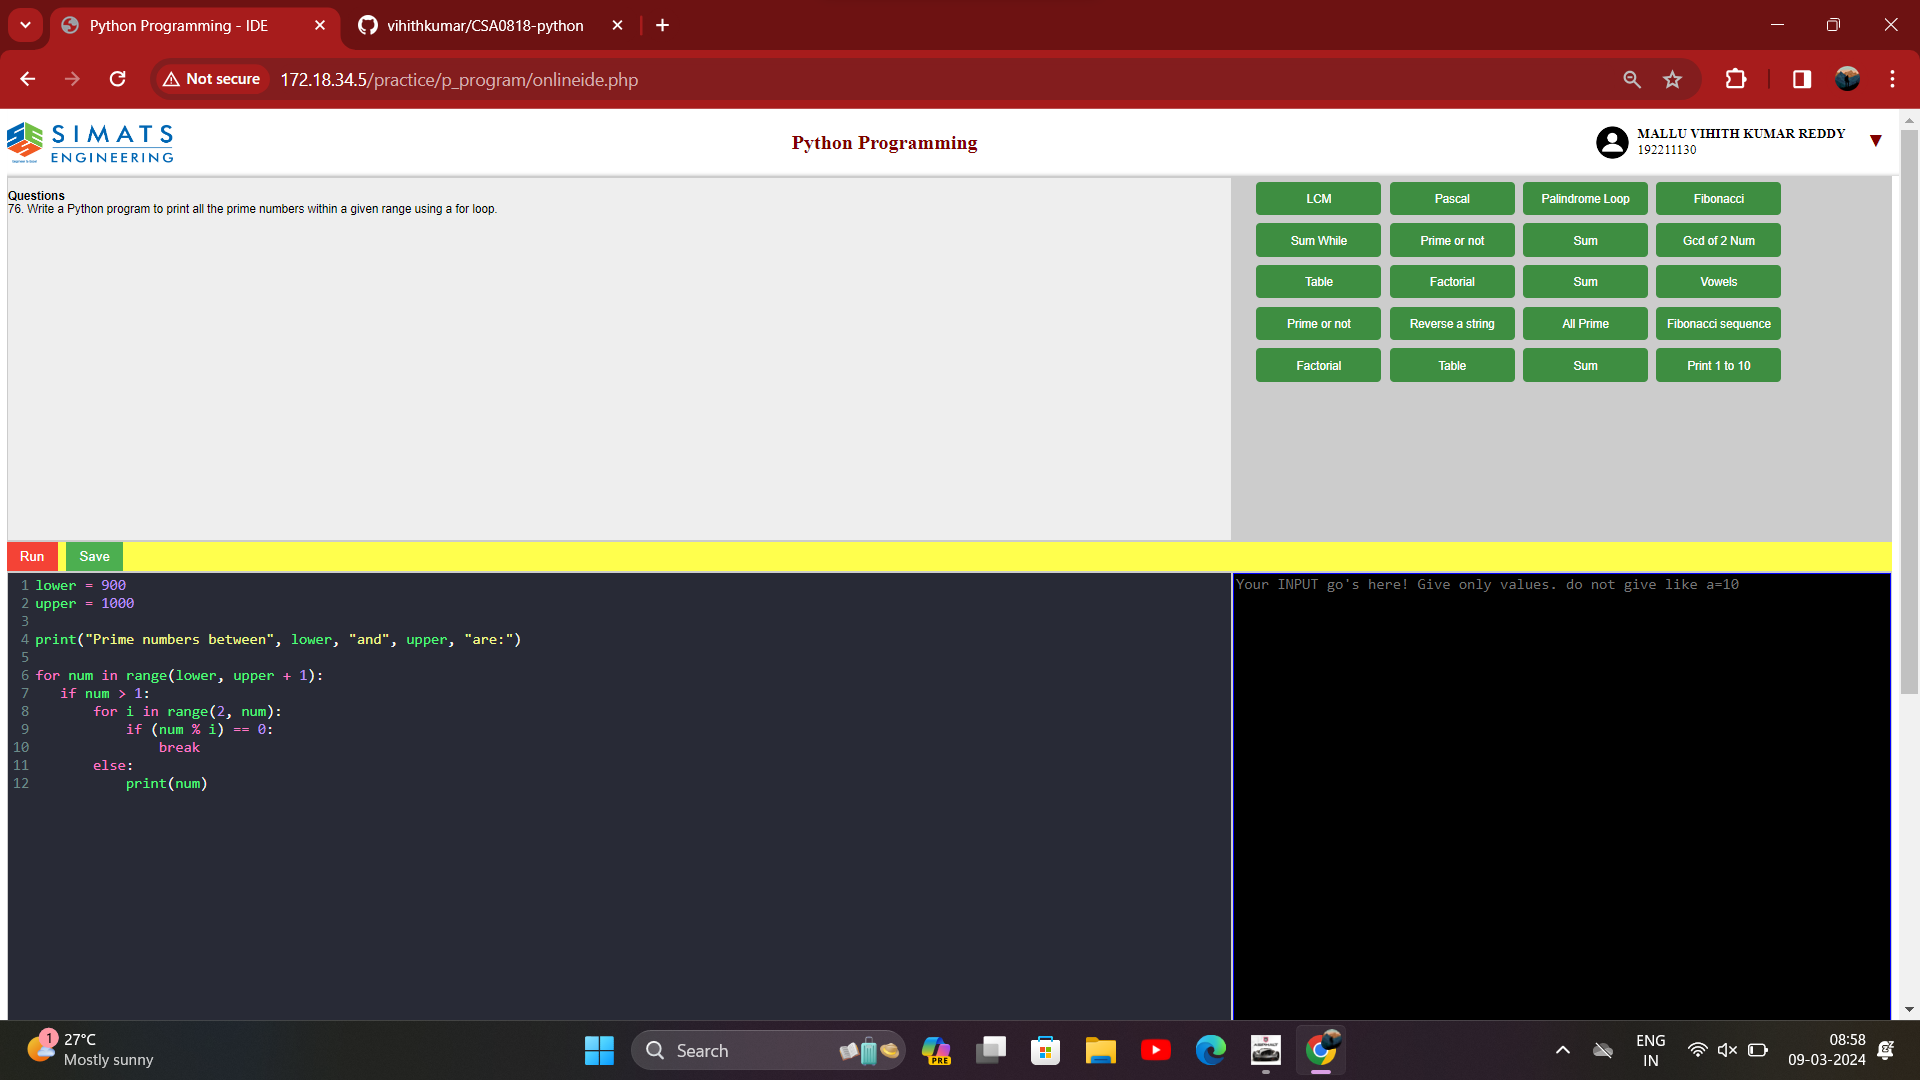 Python Programming - IDE
vihithkumar/CSA0818-python
Not secure
172.18.34.5/practice/p_program/onlineide.php
SIMATS
ENGINEERING
Python Programming
MALLU VIHITH KUMAR REDDY
192211130
Questions
76. Write a Python program to print all the prime numbers within a given range using a for loop.
LCM Pascal Palindrome Loop Fibonacci
Sum While Prime or not Sum Gcd of 2 Num
Table Factorial Sum Vowels
Prime or not Reverse a string All Prime Fibonacci sequence
Factorial Table Sum Print 1 to 10
Run Save
1 lower = 900
2 upper = 1000
3
4 print("Prime numbers between", lower, "and", upper, "are:")
5
6 for num in range(lower, upper + 1):
7    if num > 1:
8        for i in range(2, num):
9            if (num % i) == 0:
10                break
11        else:
12            print(num)
Your INPUT go's here! Give only values. do not give like a=10
1
27°C
Mostly sunny
Search
PRE
ENG
IN
08:58
09-03-2024